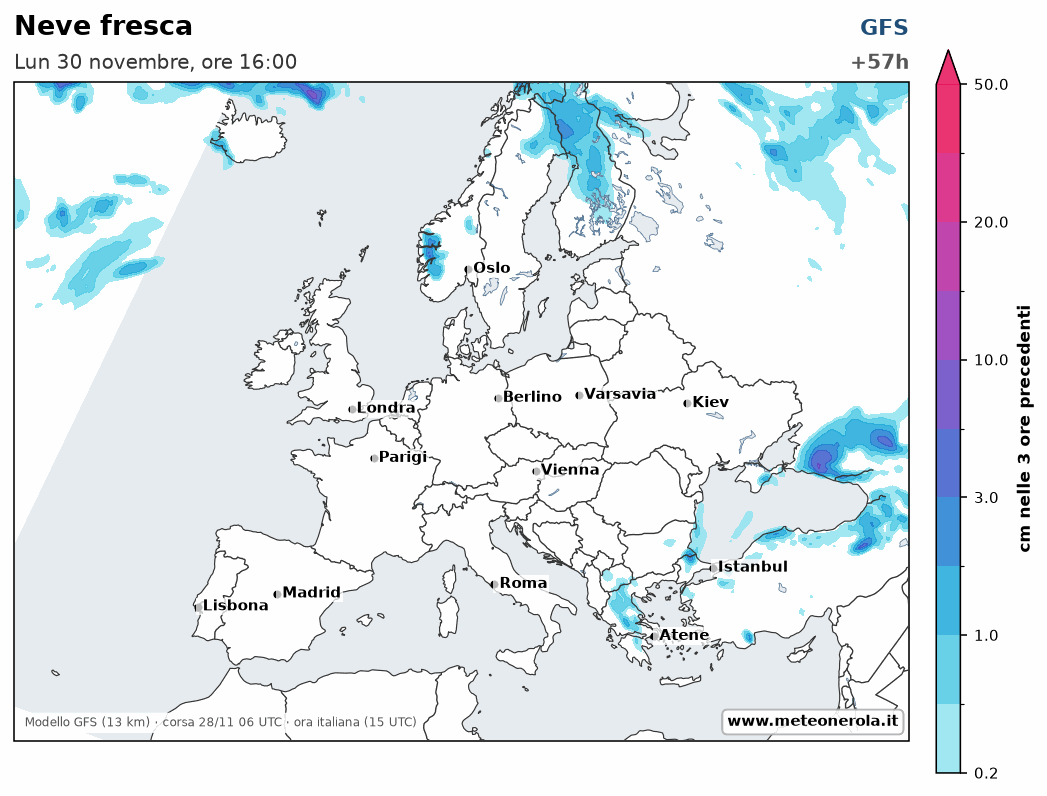 Neve fresca
GFS
Lun 30 novembre, ore 16:00
+57h
50.0
20.0
10.0
3.0
1.0
0.2
cm nelle 3 ore precedenti
Oslo
Berlino
Varsavia
Kiev
Londra
Parigi
Vienna
Istanbul
Roma
Madrid
Lisbona
Atene
Modello GFS (13 km) · corsa 28/11 06 UTC · ora italiana (15 UTC)
www.meteonerola.it